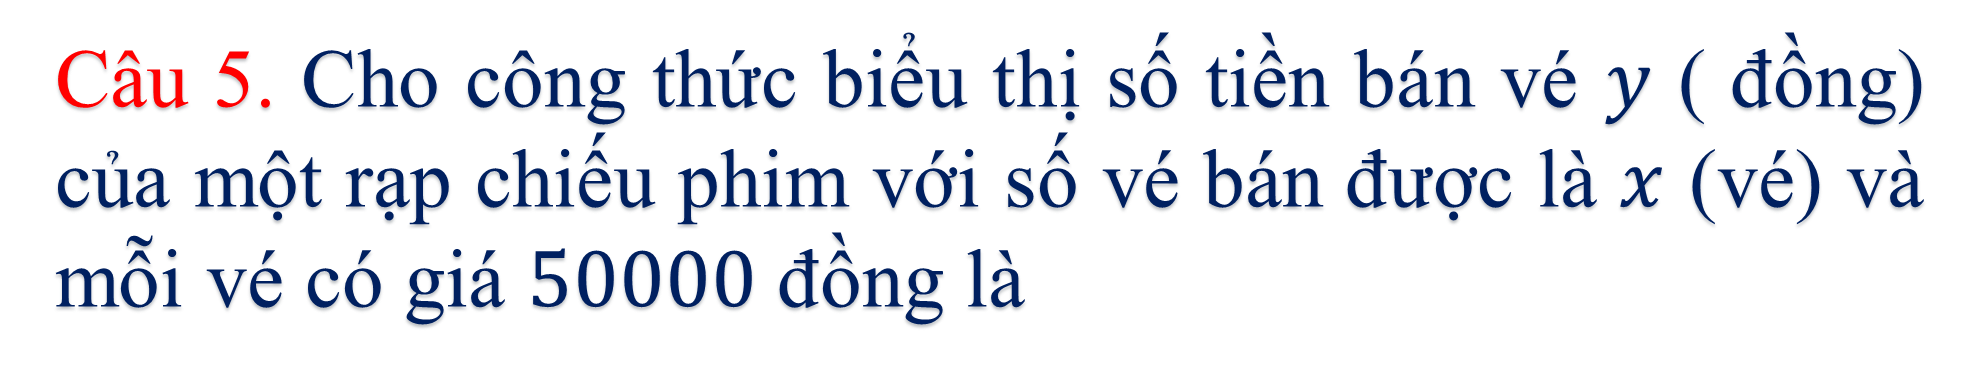 Câu 5. Cho công thức biểu thị số tiền bán vé y ( đồng)
của một rạp chiếu phim với số vé bán được là x (vé) và
mỗi vé có giá 50000 đồng là